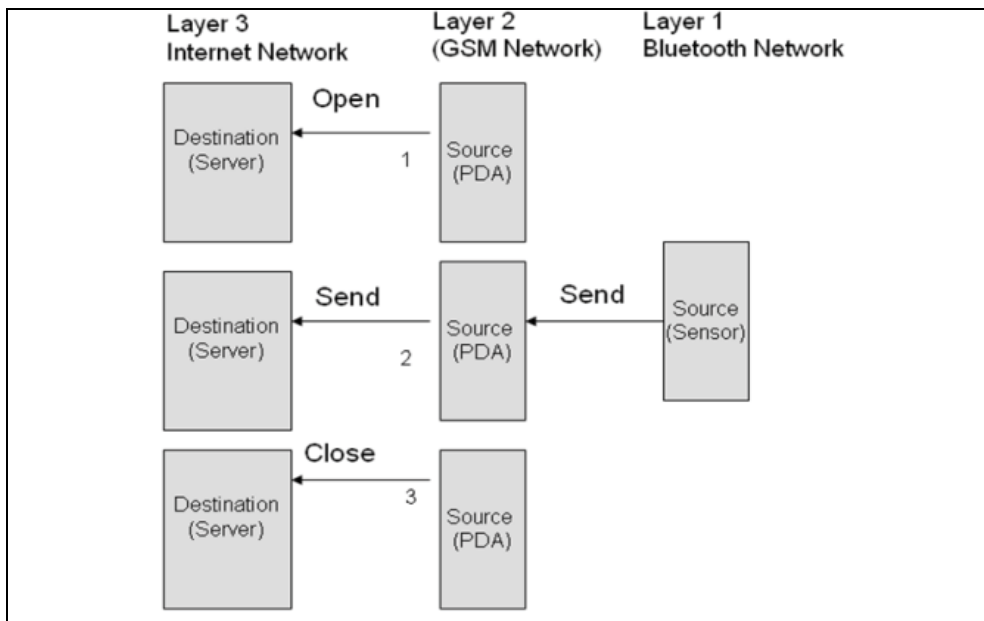 Layer 3
Internet Network
Layer 2
(GSM Network)
Layer 1
Bluetooth Network
Open
Destination
(Server)
1
Source
(PDA)
Send
Send
Destination
(Server)
2
Source
(PDA)
Source
(Sensor)
Close
Destination
(Server)
3
Source
(PDA)